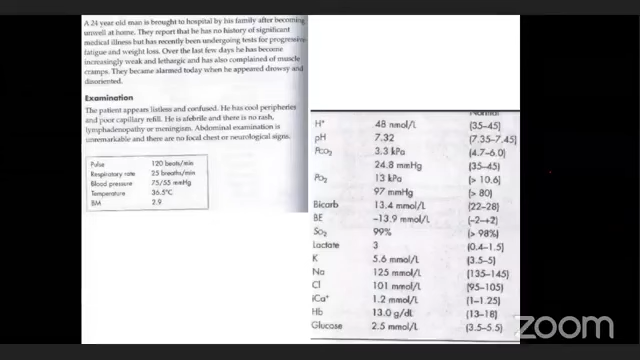 A 24 year old man is brought to hospital by his family after becoming
unwell at home. They report that he has no history of significant
medical illness but has recently been undergoing tests for progressive
fatigue and weight loss. Over the last few days he has become
increasingly weak and lethargic and has also complained of muscle
cramps. They became alarmed today when he appeared drowsy and
disoriented.
Examination
The patient appears listless and confused. He has cool peripheries
and poor capillary refill. He is afebrile and there is no rash,
lymphadenopathy or meningism. Abdominal examination is
unremarkable and there are no focal chest or neurological signs.
Pulse 120 beats/min
Respiratory rate 25 breaths/min
Blood pressure 75/55 mmHg
Temperature 36.5°C
BM 2.9
Normal
H+ 48 nmol/L (35–45)
pH 7.32 (7.35–7.45)
Pco2 3.3 kPa (4.7–6.0)
24.8 mmHg (35–45)
Po2 13 kPa (> 10.6)
97 mmHg (> 80)
Bicarb 13.4 mmol/L (22–28)
BE –13.9 mmol/L (–2–+2)
So2 99% (> 98%)
Lactate 3 (0.4–1.5)
K 5.6 mmol/L (3.5–5)
Na 125 mmol/L (135–145)
Cl 101 mmol/L (95–105)
iCa+ 1.2 mmol/L (1–1.25)
Hb 13.0 g/dL (13–18)
Glucose 2.5 mmol/L (3.5–5.5)
zoom